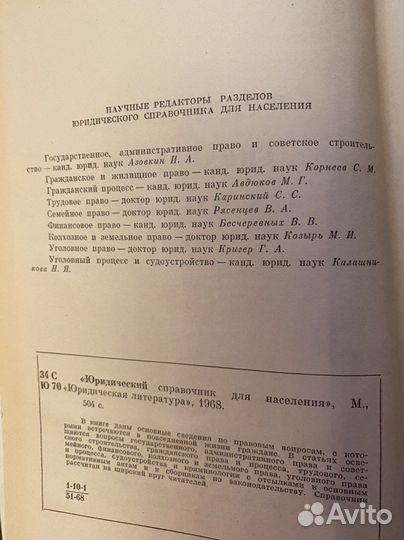 НАУЧНЫЕ РЕДАКТОРЫ РАЗДЕЛОВ
ЮРИДИЧЕСКОГО СПРАВОЧНИКА ДЛЯ НАСЕЛЕНИЯ
Государственное, административное право и советское строитель-
ство — канд. юрид. наук Азовкин И. А.
Гражданское и жилищное право — канд. юрид. наук Корнеев С. М.
Гражданский процесс — канд. юрид. наук Авдюков М. Г.
Трудовое право — доктор юрид. наук Каринский С. С.
Семейное право — доктор юрид. наук Рясенцев В. А.
Финансовое право — канд. юрид. наук Бесчеревных В. В.
Колхозное и земельное право — доктор юрид. наук Козырь М. И.
Уголовное право — доктор юрид. наук Кригер Г. А.
Уголовный процесс и судоустройство — канд. юрид. наук Калашни-
кова Н. Я.
34 С «Юридический справочник для населения», М.,
Ю 70 «Юридическая литература», 1968.
504 с.
В книге даны основные сведения по правовым вопросам, с кото-
рыми встречаются в повседневной жизни граждане. В статьях осве-
щаются вопросы государственного, административного права и совет-
ского строительства, гражданского права и процесса, трудового, се-
мейного, финансового, колхозного и земельного права, уголовного права
и процесса, судоустройства и криминологии с отсылками к основным
нормативным актам и к сборникам по законодательству. Справочник
рассчитан на широкий круг читателей.
1-10-1
51-68
Avito